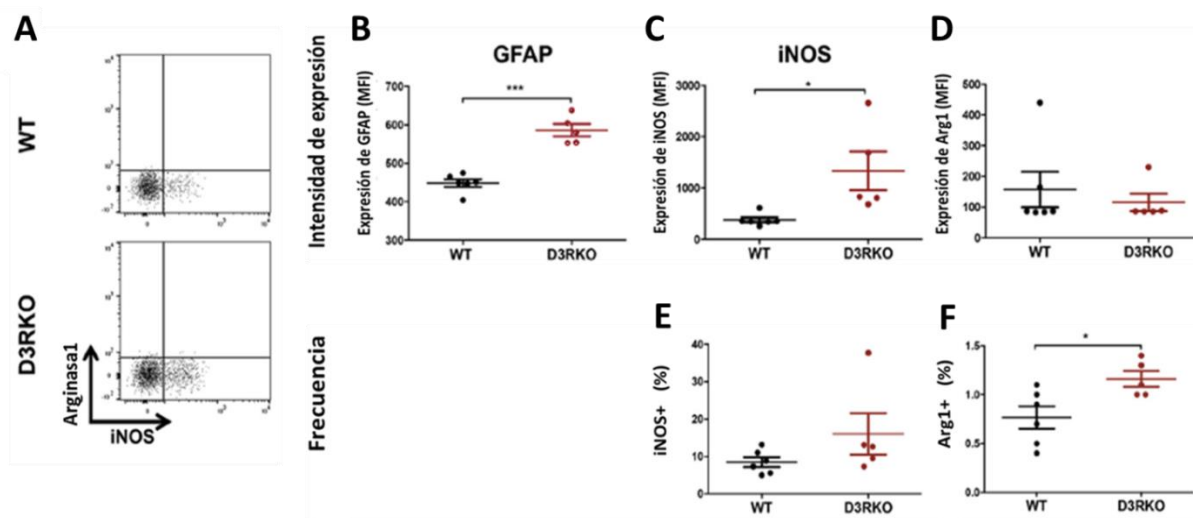 A
WT
D3RKO
Arginasa1
iNOS
0
0
Intensidad de expresión
Frecuencia
B
GFAP
Expresión de GFAP (MFI)
700
600
500
400
300
***
WT
D3RKO
C
iNOS
Expresión de iNOS (MFI)
3000
2000
1000
0
*
WT
D3RKO
D
Expresión de Arg1 (MFI)
500
400
300
200
100
0
WT
D3RKO
E
iNOS+ (%)
40
30
20
10
0
WT
D3RKO
F
Arg1+ (%)
1.5
1.0
0.5
0.0
*
WT
D3RKO